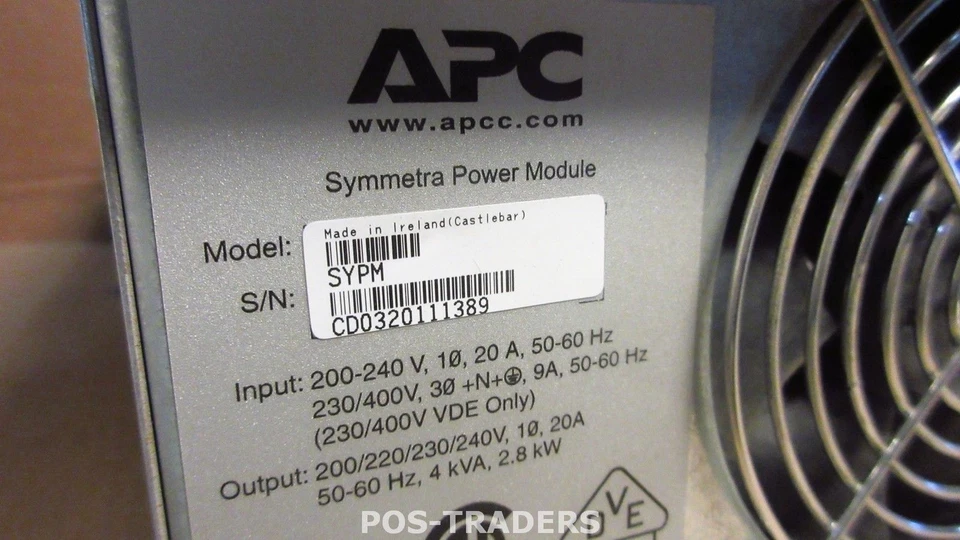 APC
www.apcc.com
Symmetra Power Module
Made in Ireland(Castlebar)
Model: SYPM
S/N: CD0320111389
Input: 200-240 V, 1Ø, 20 A, 50-60 Hz
230/400V, 3Ø +N+⏚, 9A, 50-60 Hz
(230/400V VDE Only)
Output: 200/220/230/240V, 1Ø, 20A
50-60 Hz, 4 kVA, 2.8 kW
DVE
POS-TRADERS